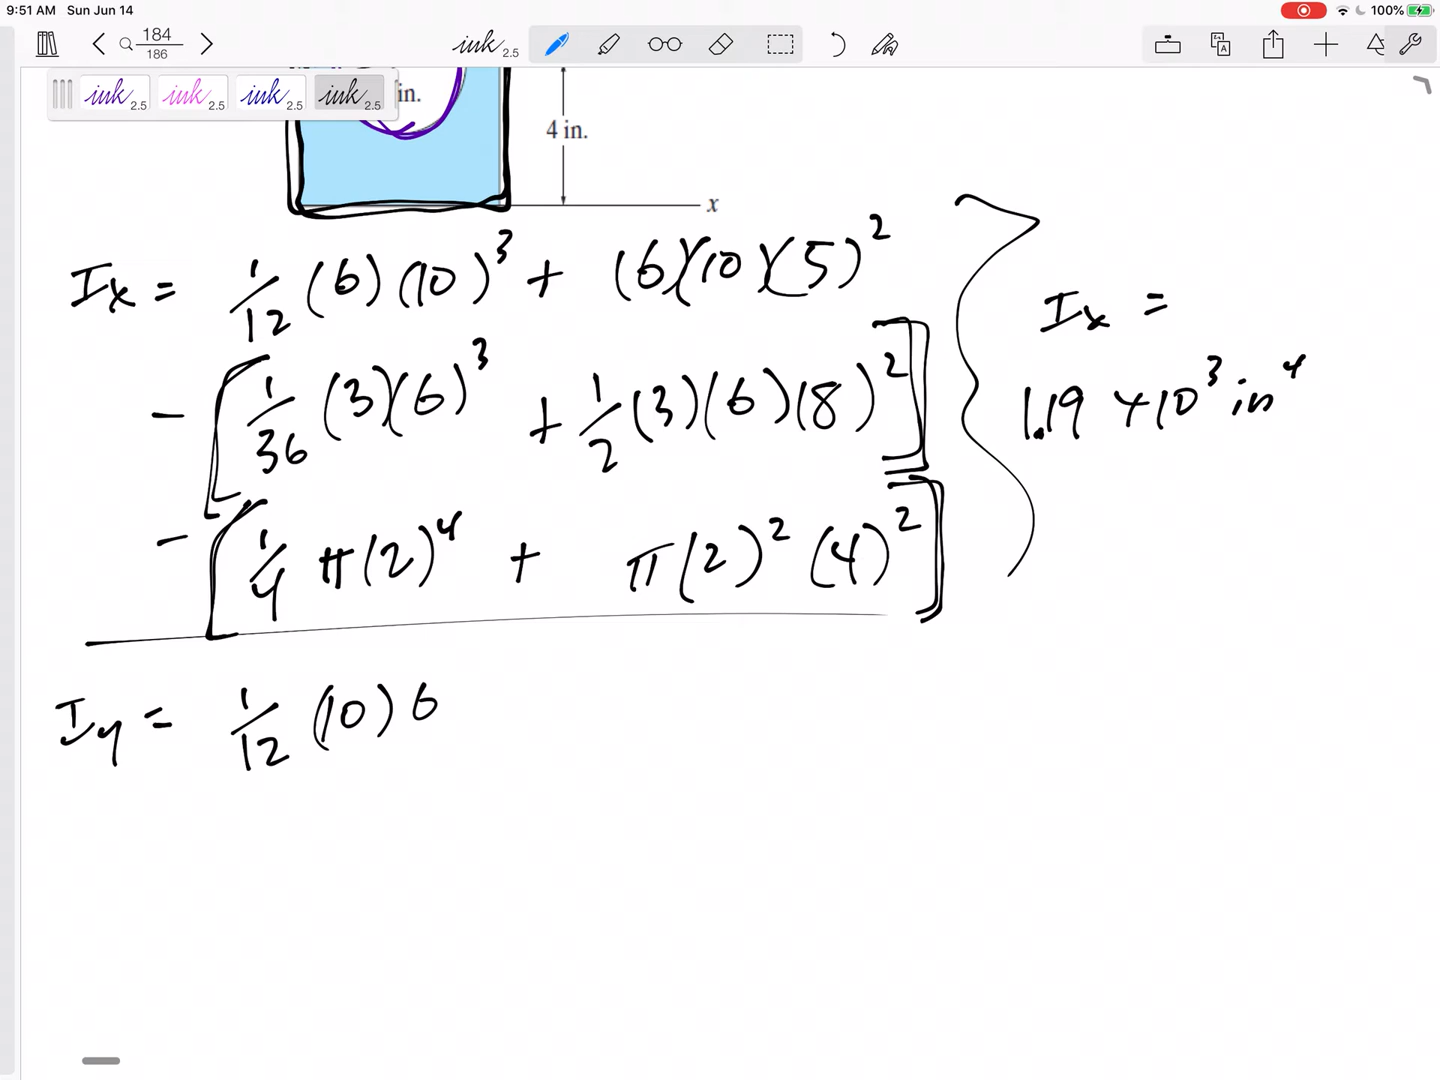 9:51 AM Sun Jun 14
100%
184
186
ink 2.5
ink 2.5 ink 2.5 ink 2.5 ink 2.5 in.
4 in.
x
Ix = 1/12 (6)(10)^3 + (6)(10)(5)^2
- [1/36 (3)(6)^3 + 1/2 (3)(6)(8)^2]
- [1/4 π(2)^4 + π(2)^2 (4)^2]
Ix =
1.19 × 10^3 in^4
Iy = 1/12 (10) 6